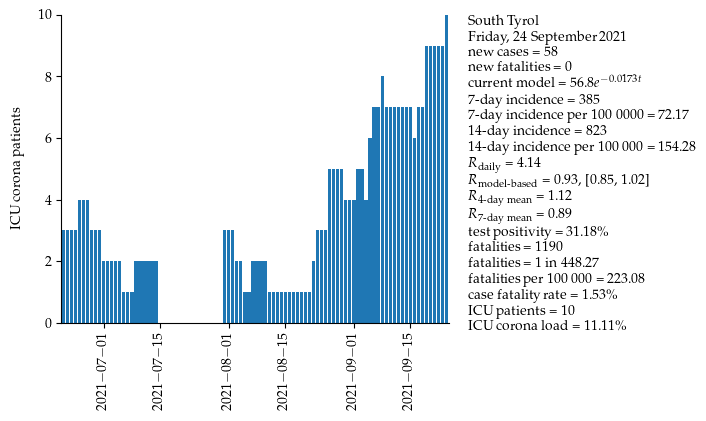 ICU corona patients
10
8
6
4
2
0
2021−07−01
2021−07−15
2021−08−01
2021−08−15
2021−09−01
2021−09−15
South Tyrol
Friday, 24 September 2021
new cases = 58
new fatalities = 0
current model = 56.8e^{−0.0173t}
7-day incidence = 385
7-day incidence per 100 0000 = 72.17
14-day incidence = 823
14-day incidence per 100 000 = 154.28
R_daily = 4.14
R_model-based = 0.93, [0.85, 1.02]
R_4-day mean = 1.12
R_7-day mean = 0.89
test positivity = 31.18%
fatalities = 1190
fatalities = 1 in 448.27
fatalities per 100 000 = 223.08
case fatality rate = 1.53%
ICU patients = 10
ICU corona load = 11.11%